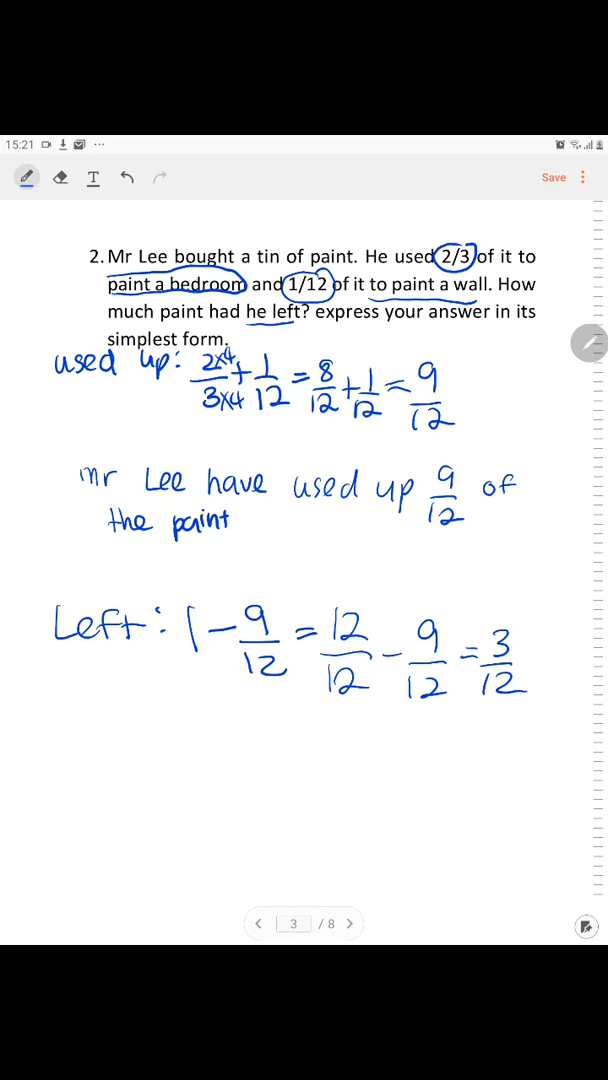 15:21 ...
T Save
2. Mr Lee bought a tin of paint. He used 2/3 of it to
paint a bedroom and 1/12 of it to paint a wall. How
much paint had he left? express your answer in its
simplest form.
used up: 2x4/3x4 + 1/12 = 8/12 + 1/12 = 9/12
Mr Lee have used up 9/12 of
the paint
Left: 1 - 9/12 = 12/12 - 9/12 = 3/12
< 3 / 8 >